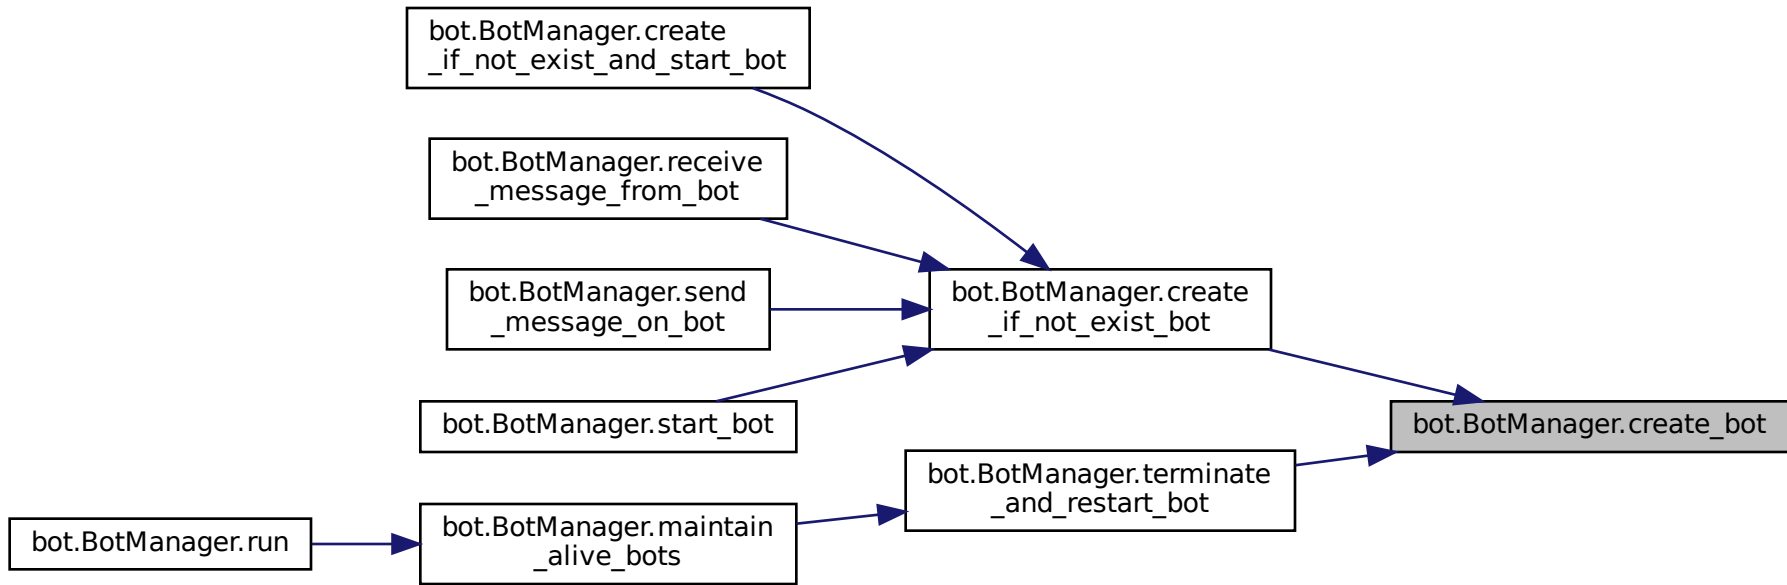 bot.BotManager.create
_if_not_exist_and_start_bot
bot.BotManager.receive
_message_from_bot
bot.BotManager.send
_message_on_bot
bot.BotManager.create
_if_not_exist_bot
bot.BotManager.start_bot
bot.BotManager.create_bot
bot.BotManager.terminate
_and_restart_bot
bot.BotManager.maintain
_alive_bots
bot.BotManager.run